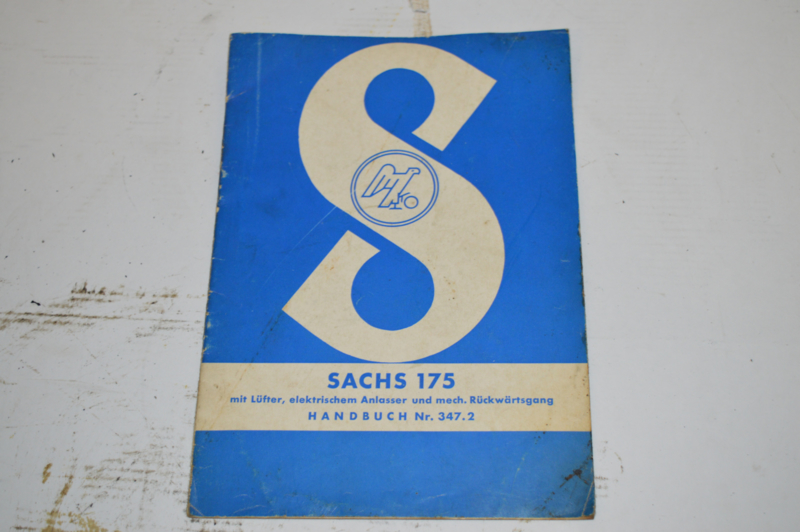 S
SACHS 175
mit Lüfter, elektrischem Anlasser und mech. Rückwärtsgang
HANDBUCH Nr. 347.2